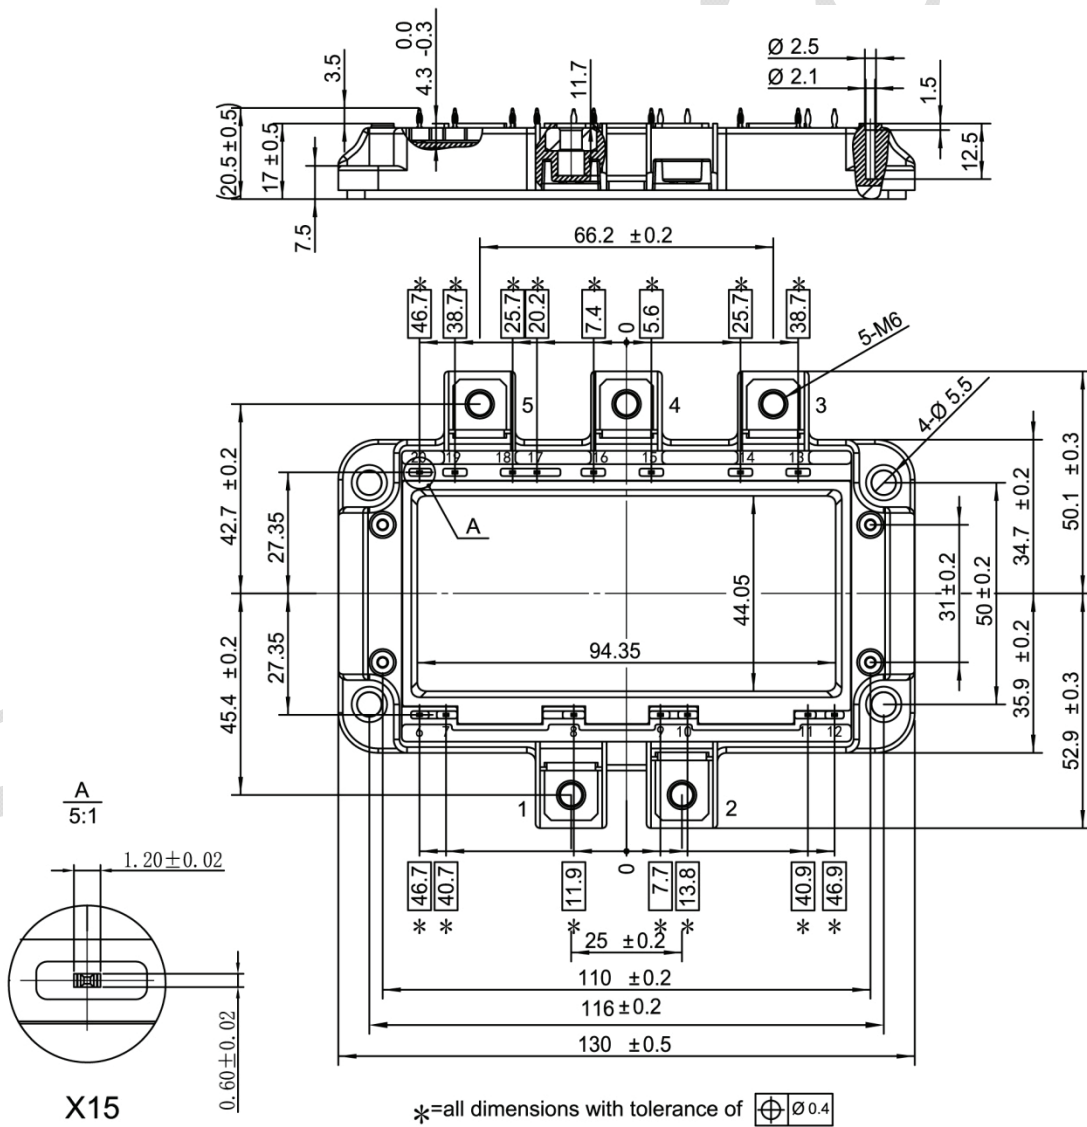 0.0
-0.3
4.3
3.5
11.7
Ø 2.5
Ø 2.1
1.5
12.5
(20.5±0.5)
17±0.5
7.5
66.2 ±0.2
* * * * * * * *
46.7 38.7 25.7 20.2 7.4 0 5.6 25.7 38.7
5-M6
5 4 3
4-Ø 5.5
20 19 18 17 16 15 14 13
A
42.7 ±0.2
27.35
27.35
45.4 ±0.2
44.05
94.35
31±0.2
50±0.2
34.7 ±0.2
35.9 ±0.2
50.1 ±0.3
52.9 ±0.3
6 7 8 9 10 11 12
1 2
46.7 40.7 11.9 0 7.7 13.8 40.9 46.9
* * * * * * *
25 ±0.2
110 ±0.2
116±0.2
130 ±0.5
A
5:1
1.20±0.02
0.60±0.02
X15
*=all dimensions with tolerance of ⌖ Ø 0.4